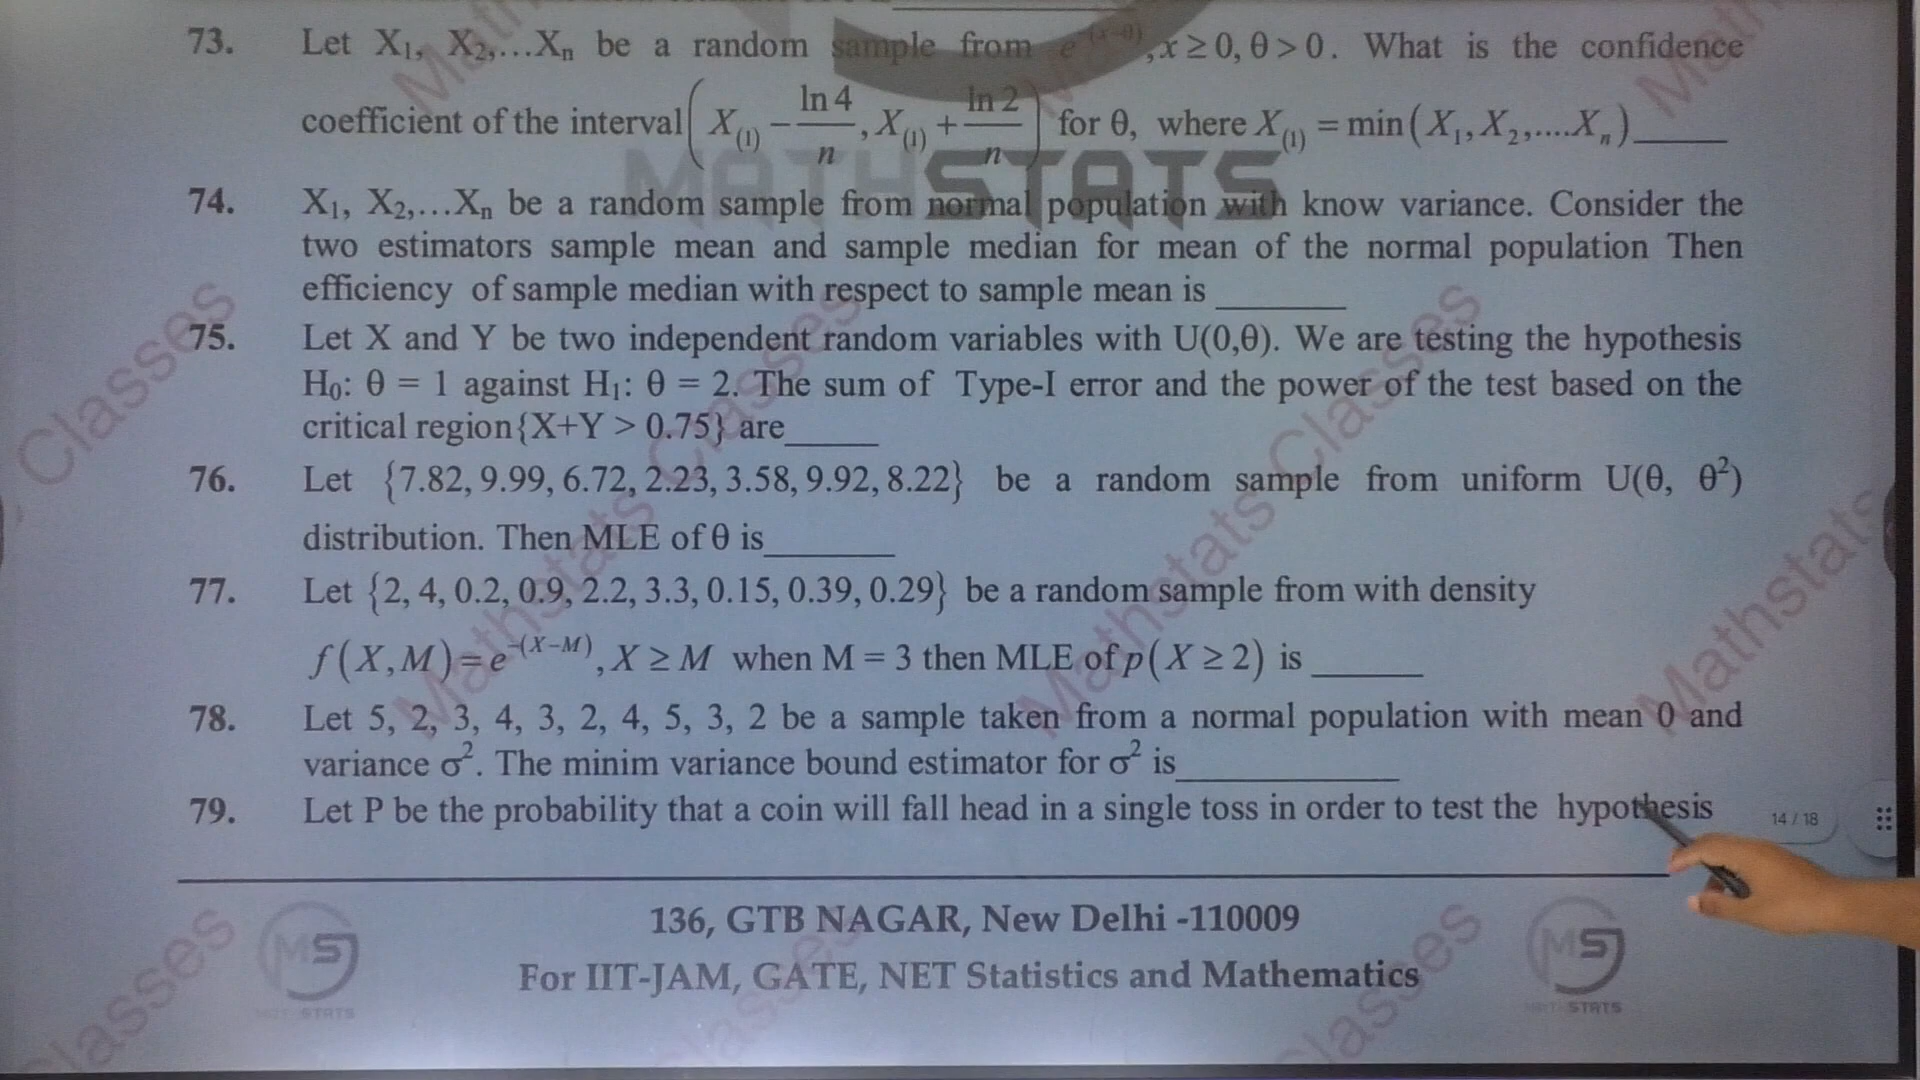 73. Let X₁, X₂,...Xₙ be a random sample from e^-(x-θ), x ≥ 0, θ > 0. What is the confidence
coefficient of the interval (X₍₁₎ − ln 4/n, X₍₁₎ + ln 2/n) for θ, where X₍₁₎ = min(X₁, X₂,....Xₙ)______
74. X₁, X₂,...Xₙ be a random sample from normal population with know variance. Consider the
two estimators sample mean and sample median for mean of the normal population Then
efficiency of sample median with respect to sample mean is ________
75. Let X and Y be two independent random variables with U(0,θ). We are testing the hypothesis
H₀: θ = 1 against H₁: θ = 2. The sum of Type-I error and the power of the test based on the
critical region{X+Y > 0.75} are______
76. Let {7.82, 9.99, 6.72, 2.23, 3.58, 9.92, 8.22} be a random sample from uniform U(θ, θ²)
distribution. Then MLE of θ is________
77. Let {2, 4, 0.2, 0.9, 2.2, 3.3, 0.15, 0.39, 0.29} be a random sample from with density
f(X,M)=e^-(X−M), X ≥ M when M = 3 then MLE of p(X ≥ 2) is _______
78. Let 5, 2, 3, 4, 3, 2, 4, 5, 3, 2 be a sample taken from a normal population with mean 0 and
variance σ². The minim variance bound estimator for σ² is______________
79. Let P be the probability that a coin will fall head in a single toss in order to test the hypothesis
14 / 18
136, GTB NAGAR, New Delhi -110009
For IIT-JAM, GATE, NET Statistics and Mathematics
MATHSTATS
Mathstats Classes